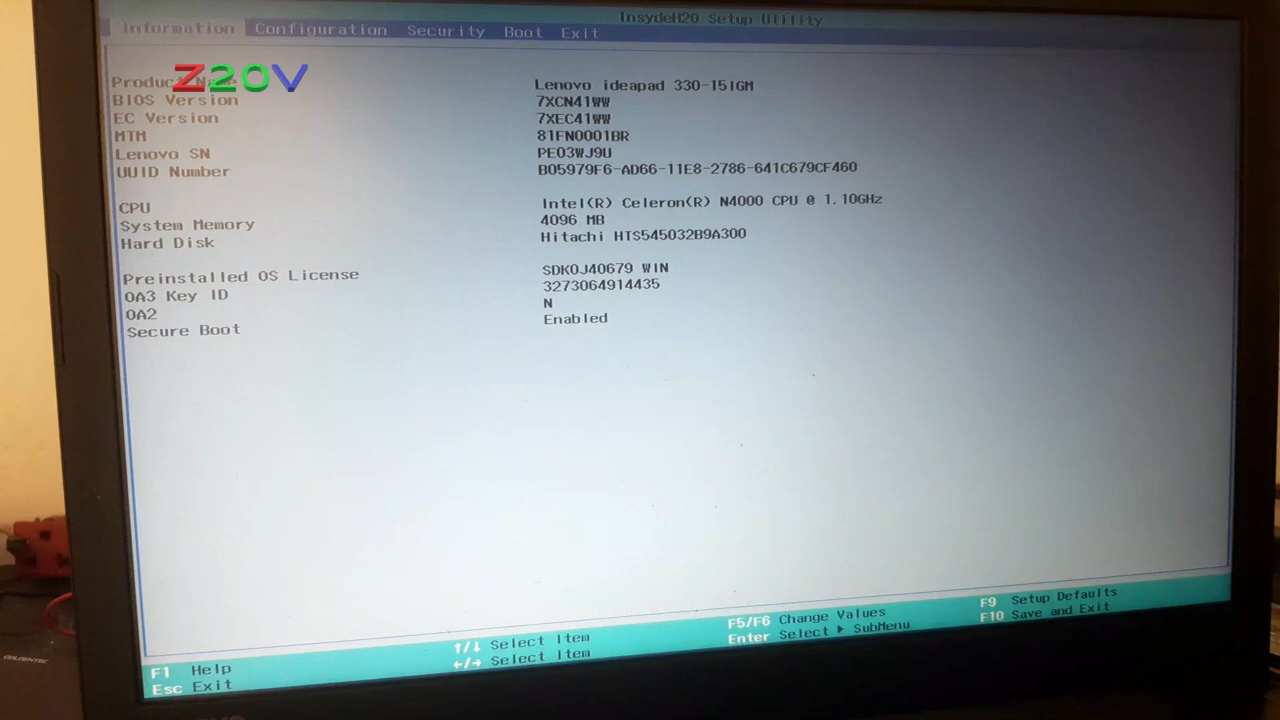 InsydeH20 Setup Utility
Information Configuration Security Boot Exit
Z20V
Product Name Lenovo ideapad 330-15IGM
BIOS Version 7XCN41WW
EC Version 7XEC41WW
MTM 81FN0001BR
Lenovo SN PE03WJ9U
UUID Number B05979F6-AD66-11E8-2786-641C679CF460
CPU Intel(R) Celeron(R) N4000 CPU @ 1.10GHz
System Memory 4096 MB
Hard Disk Hitachi HTS545032B9A300
Preinstalled OS License SDK0J40679 WIN
OA3 Key ID 3273064914435
OA2 N
Secure Boot Enabled
F1 Help ↑/↓ Select Item F5/F6 Change Values F9 Setup Defaults
Esc Exit ←/→ Select Item Enter Select ▶ SubMenu F10 Save and Exit
GOLDENTEC